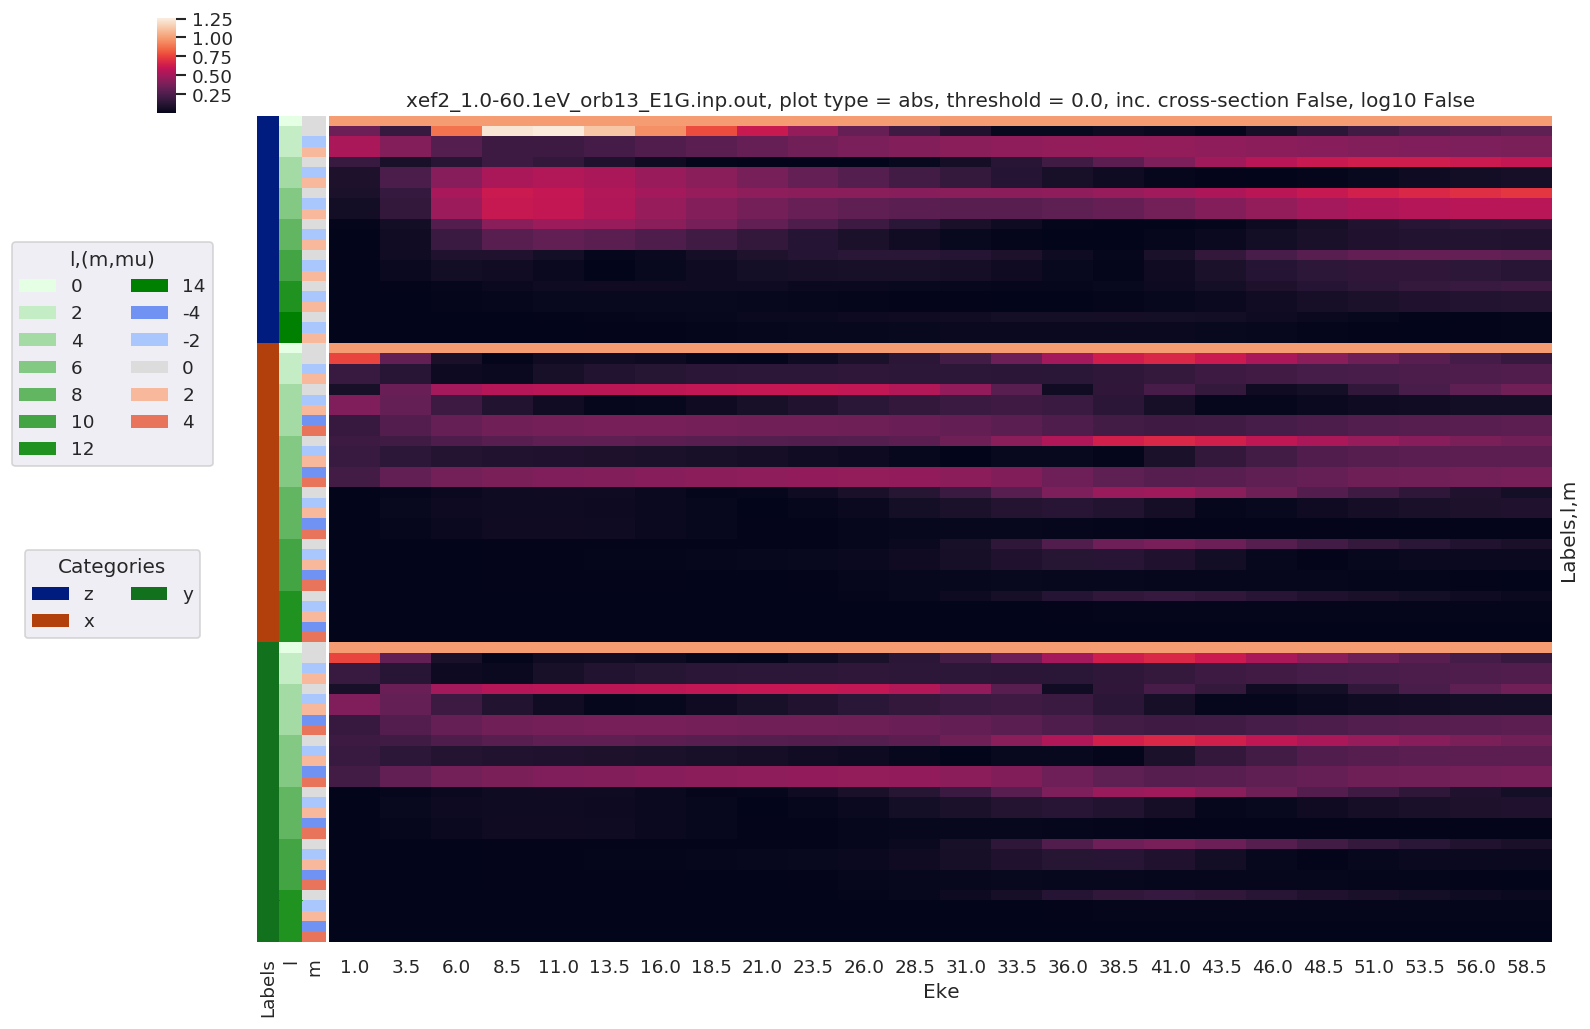 1.25
1.00
0.75
0.50
0.25
xef2_1.0-60.1eV_orb13_E1G.inp.out, plot type = abs, threshold = 0.0, inc. cross-section False, log10 False
l,(m,mu)
0 14
2 -4
4 -2
6 0
8 2
10 4
12
Categories
z y
x
Labels,l,m
Labels l m
1.0 3.5 6.0 8.5 11.0 13.5 16.0 18.5 21.0 23.5 26.0 28.5 31.0 33.5 36.0 38.5 41.0 43.5 46.0 48.5 51.0 53.5 56.0 58.5
Eke